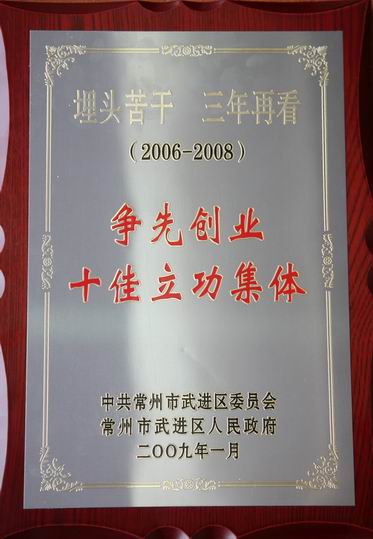 埋头苦干 三年再看
(2006-2008)
争先创业
十佳立功集体
中共常州市武进区委员会
常州市武进区人民政府
二〇〇九年一月